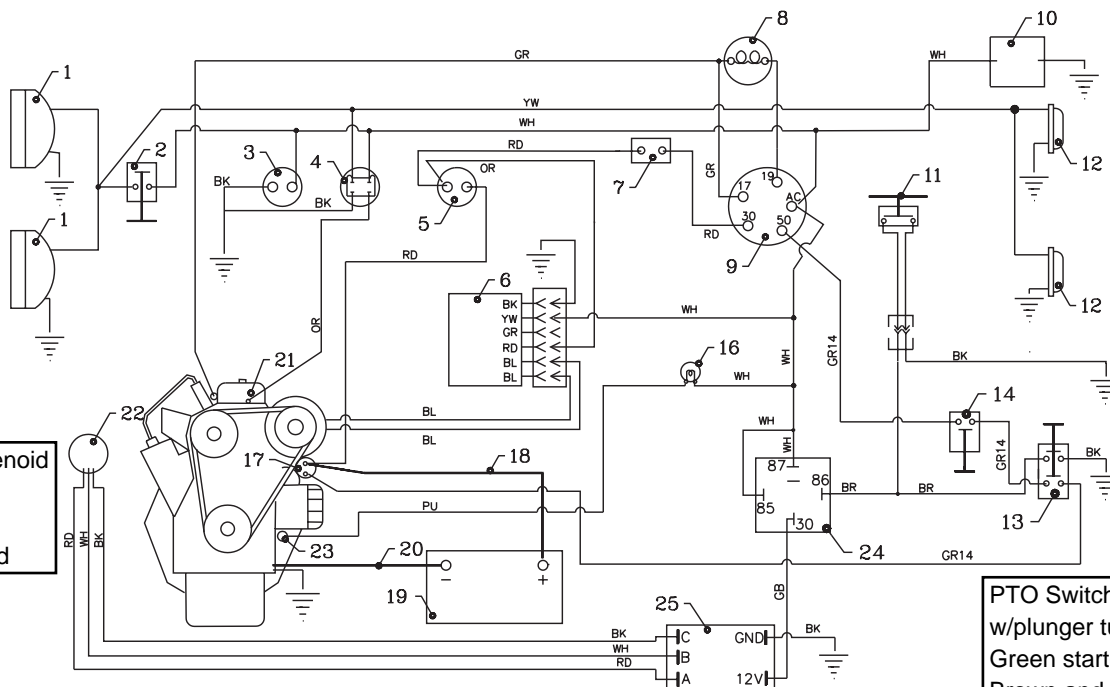 8
10
GR
WH
1
YW
WH
2
3
4
RD
OR
7
GR
17
19
AC
30
50
RD
9
11
12
BK
BK
5
1
RD
6
12
BK
YW
GR
RD
BL
BL
WH
OR
16
WH
WH
GR14
BK
21
14
22
BL
BL
WH
WH
enoid
17
18
87
86
85
30
BR
BR
GR14
BK
13
PU
23
24
RD
WH
BK
d
20
GR14
19
-
+
GB
25
PTO Switch
w/plunger tu
Green start
Brown and
BK
WH
RD
C
B
A
GND
12V
BK